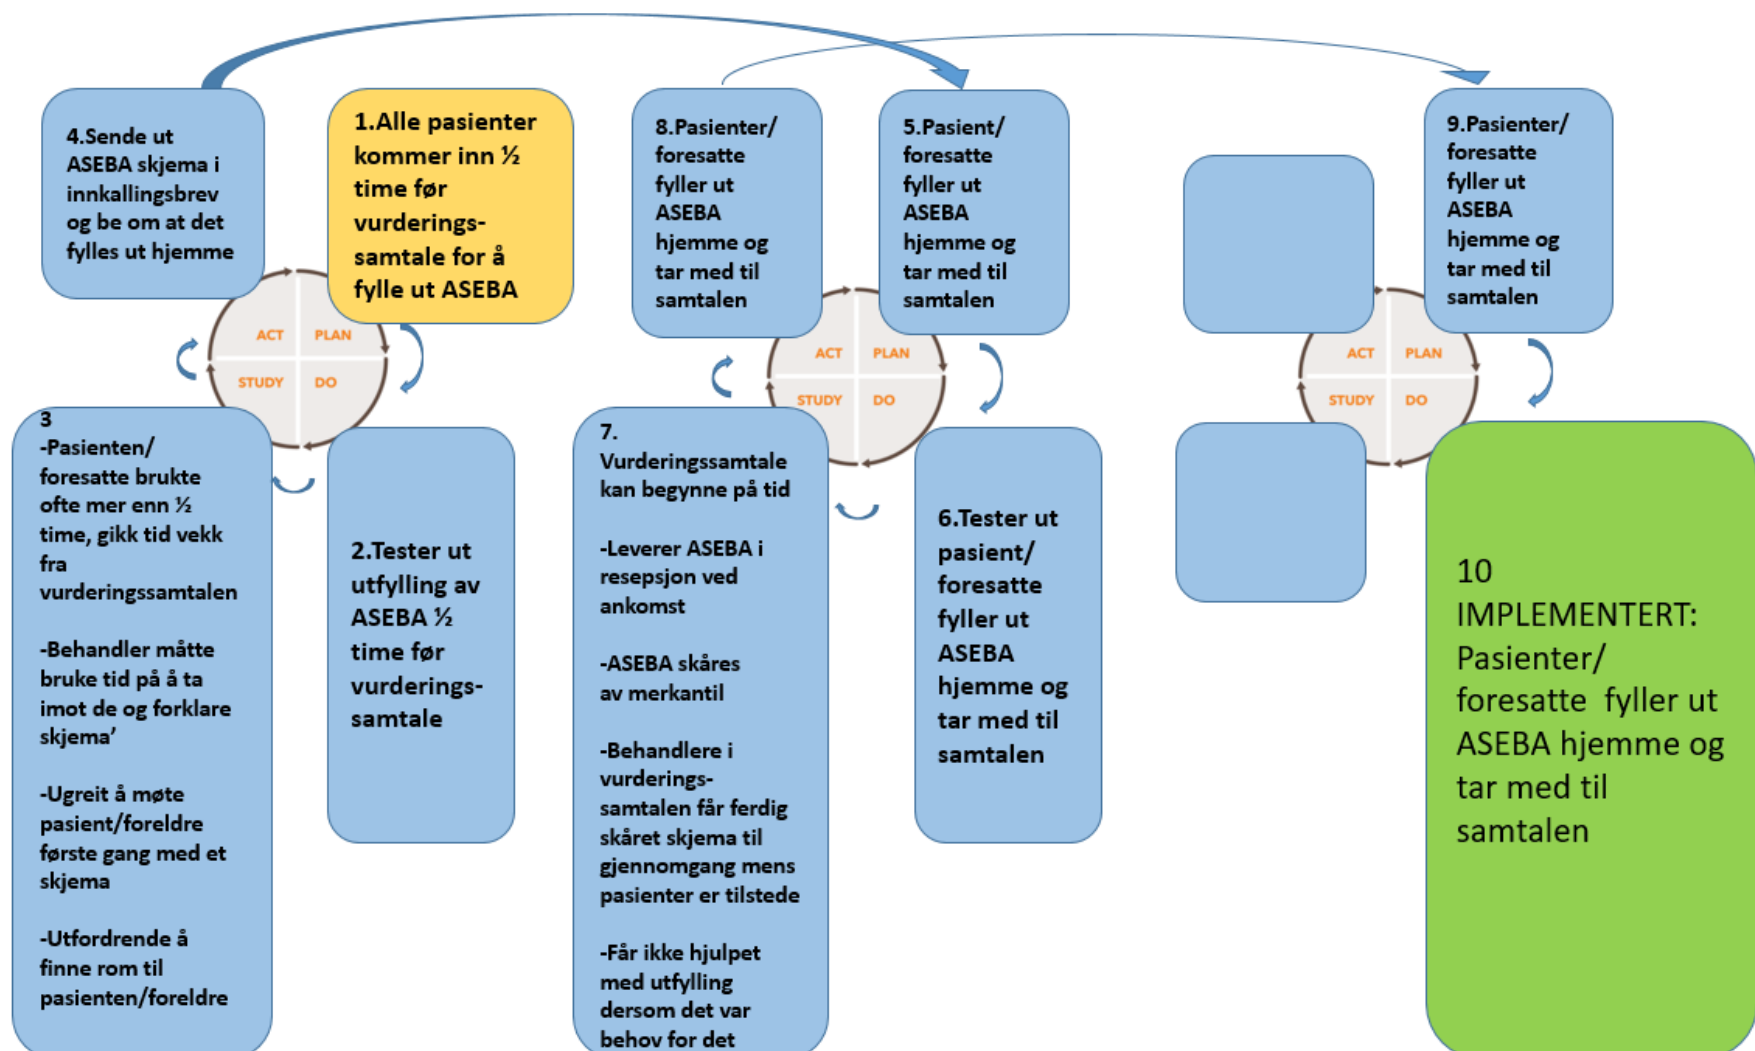 4.Sende ut
ASEBA skjema i
innkallingsbrev
og be om at det
fylles ut hjemme
1.Alle pasienter
kommer inn ½
time før
vurderings-
samtale for å
fylle ut ASEBA
ACT
PLAN
STUDY
DO
3
-Pasienten/
foresatte brukte
ofte mer enn ½
time, gikk tid vekk
fra
vurderingssamtalen
-Behandler måtte
bruke tid på å ta
imot de og forklare
skjema’
-Ugreit å møte
pasient/foreldre
første gang med et
skjema
-Utfordrende å
finne rom til
pasienten/foreldre
2.Tester ut
utfylling av
ASEBA ½
time før
vurderings-
samtale
8.Pasienter/
foresatte
fyller ut
ASEBA
hjemme og
tar med til
samtalen
5.Pasient/
foresatte
fyller ut
ASEBA
hjemme og
tar med til
samtalen
ACT
PLAN
STUDY
DO
7.
Vurderingssamtale
kan begynne på tid
-Leverer ASEBA i
resepsjon ved
ankomst
-ASEBA skåres
av merkantil
-Behandlere i
vurderings-
samtalen får ferdig
skåret skjema til
gjennomgang mens
pasienter er tilstede
-Får ikke hjulpet
med utfylling
dersom det var
behov for det
6.Tester ut
pasient/
foresatte
fyller ut
ASEBA
hjemme og
tar med til
samtalen
9.Pasienter/
foresatte
fyller ut
ASEBA
hjemme og
tar med til
samtalen
ACT
PLAN
STUDY
DO
10
IMPLEMENTERT:
Pasienter/
foresatte  fyller ut
ASEBA hjemme og
tar med til
samtalen